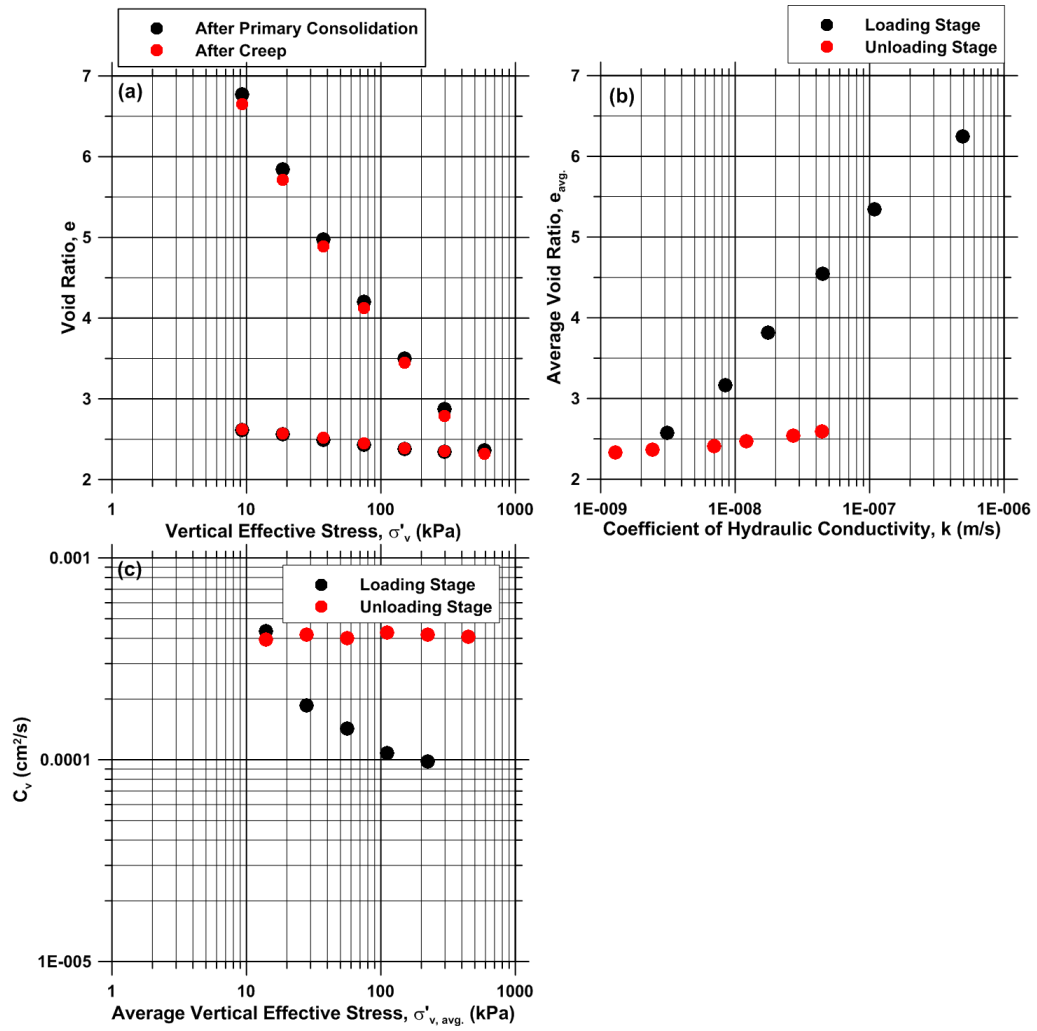 After Primary Consolidation
After Creep
(a)
7
6
5
4
3
2
Void Ratio, e
1
10
100
1000
Vertical Effective Stress, σ'v (kPa)
Loading Stage
Unloading Stage
(b)
7
6
5
4
3
2
Average Void Ratio, eavg.
1E-009
1E-008
1E-007
1E-006
Coefficient of Hydraulic Conductivity, k (m/s)
(c)
Loading Stage
Unloading Stage
0.001
0.0001
1E-005
Cv (cm²/s)
1
10
100
1000
Average Vertical Effective Stress, σ'v, avg. (kPa)